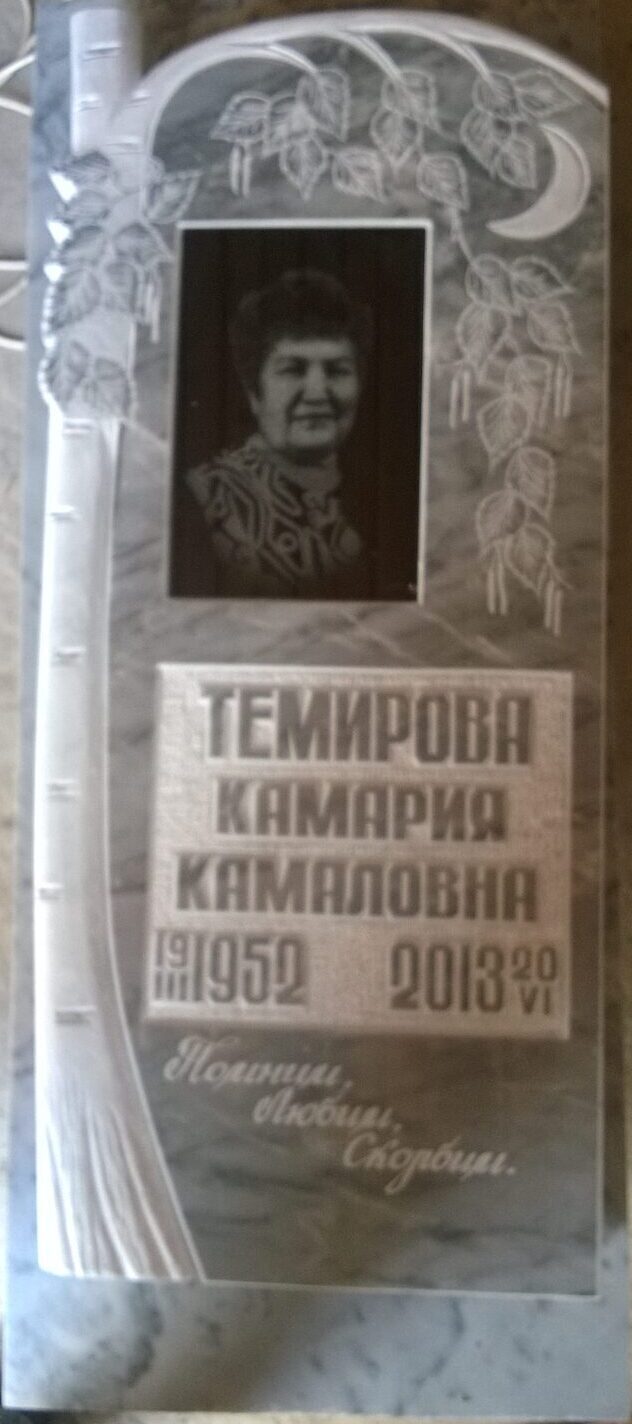 ТЕМИРОВА
КАМАРИЯ
КАМАЛОВНА
19 III 1952 2013 20 VI
Помним,
Любим,
Скорбим.